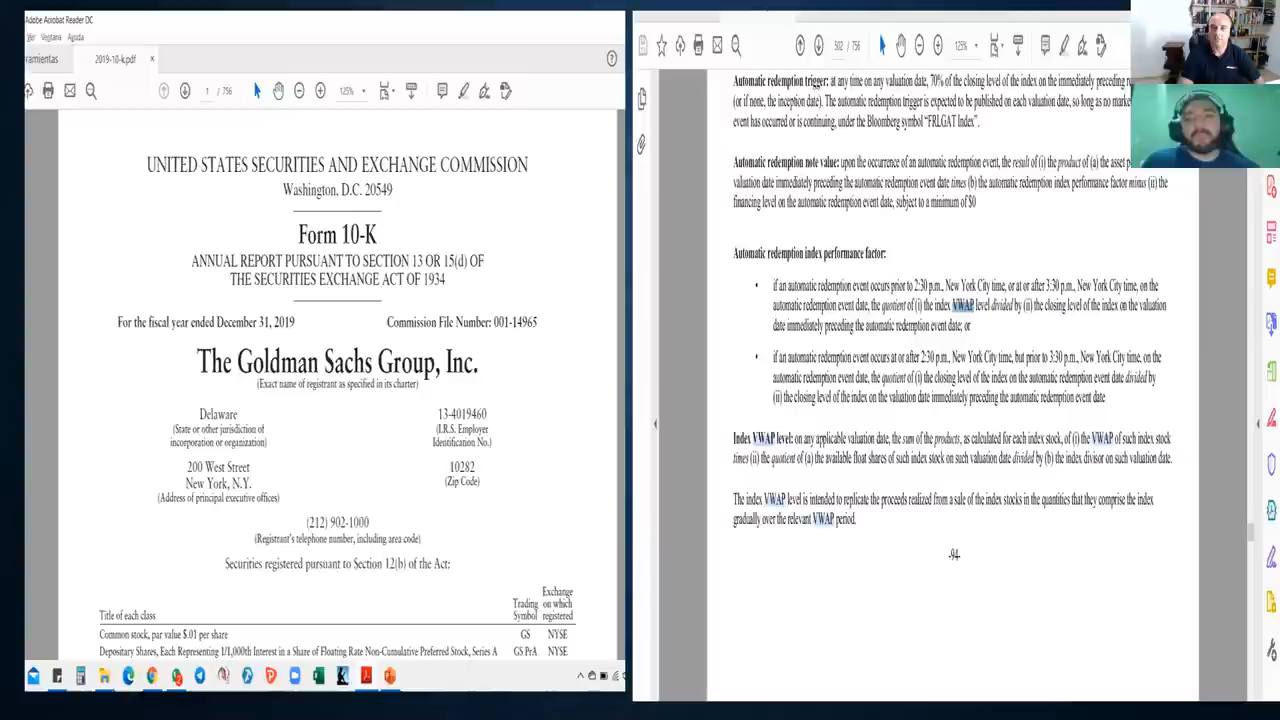 Adobe Acrobat Reader DC
Ver Ventana Ayuda
ramientas
2019-10-k.pdf
×
1 / 756
125%
UNITED STATES SECURITIES AND EXCHANGE COMMISSION
Washington, D.C. 20549
Form 10-K
ANNUAL REPORT PURSUANT TO SECTION 13 OR 15(d) OF
THE SECURITIES EXCHANGE ACT OF 1934
For the fiscal year ended December 31, 2019
Commission File Number: 001-14965
The Goldman Sachs Group, Inc.
(Exact name of registrant as specified in its charter)
Delaware
13-4019460
(State or other jurisdiction of
incorporation or organization)
(I.R.S. Employer
Identification No.)
200 West Street
New York, N.Y.
10282
(Address of principal executive offices)
(Zip Code)
(212) 902-1000
(Registrant's telephone number, including area code)
Securities registered pursuant to Section 12(b) of the Act:
Title of each class
Trading
Symbol
Exchange
on which
registered
Common stock, par value $.01 per share
GS
NYSE
Depositary Shares, Each Representing 1/1,000th Interest in a Share of Floating Rate Non-Cumulative Preferred Stock, Series A
GS PrA
NYSE
502 / 756
125%
Automatic redemption trigger: at any time on any valuation date, 70% of the closing level of the index on the immediately preceding
(or if none, the inception date). The automatic redemption trigger is expected to be published on each valuation date, so long as no
event has occurred or is continuing, under the Bloomberg symbol “FRLGAT Index”.
Automatic redemption note value: upon the occurrence of an automatic redemption event, the result of (i) the product of (a) the asset
valuation date immediately preceding the automatic redemption event date times (b) the automatic redemption index performance factor minus (ii) the
financing level on the automatic redemption event date, subject to a minimum of $0
Automatic redemption index performance factor:
• if an automatic redemption event occurs prior to 2:30 p.m., New York City time, or at or after 3:30 p.m., New York City time, on the
automatic redemption event date, the quotient of (i) the index VWAP level divided by (ii) the closing level of the index on the valuation
date immediately preceding the automatic redemption event date; or
• if an automatic redemption event occurs at or after 2:30 p.m., New York City time, but prior to 3:30 p.m., New York City time, on the
automatic redemption event date, the quotient of (i) the closing level of the index on the automatic redemption event date divided by
(ii) the closing level of the index on the valuation date immediately preceding the automatic redemption event date
Index VWAP level: on any applicable valuation date, the sum of the products, as calculated for each index stock, of (i) the VWAP of such index stock
times (ii) the quotient of (a) the available float shares of such index stock on such valuation date divided by (b) the index divisor on such valuation date.
The index VWAP level is intended to replicate the proceeds realized from a sale of the index stocks in the quantities that they comprise the index
gradually over the relevant VWAP period.
-94-